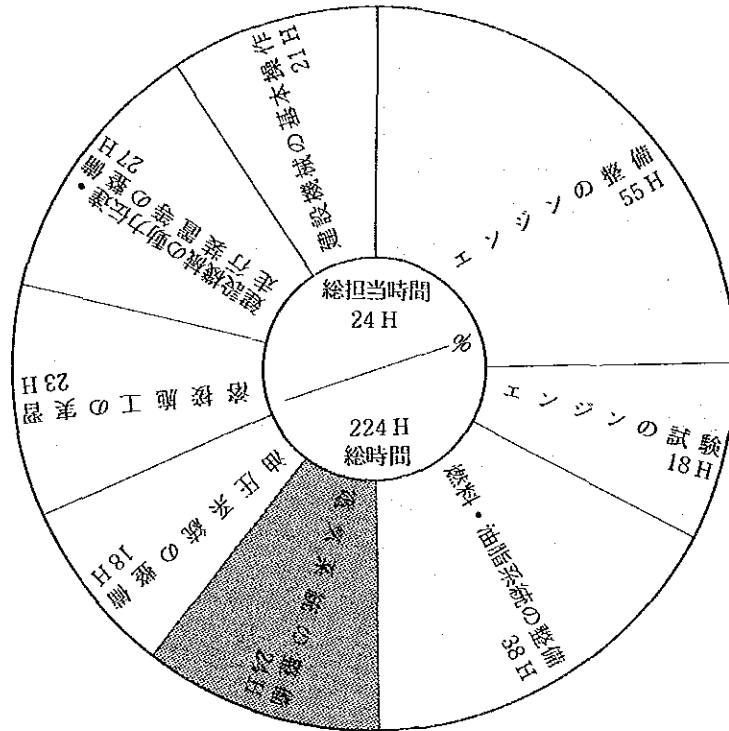 エンジンの整備
55H
エンジンの試験
18H
燃料・油脂系統の整備
38H
電気系統の整備
24H
油圧系統の整備
18H
溶接施工の実習
23H
建設機械の動力伝達・
走行装置等の整備
27H
建設機械の基本操作
21H
総担当時間
24H
%
224H
総時間